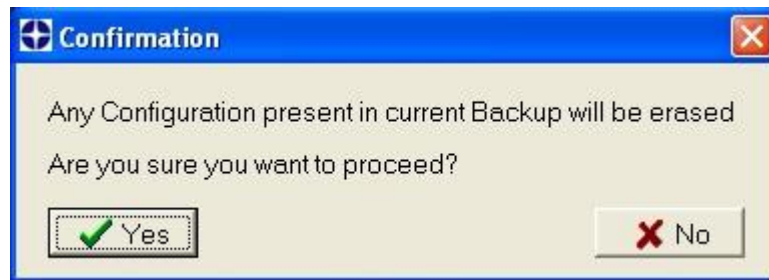 Confirmation
Any Configuration present in current Backup will be erased
Are you sure you want to proceed?
Yes
No